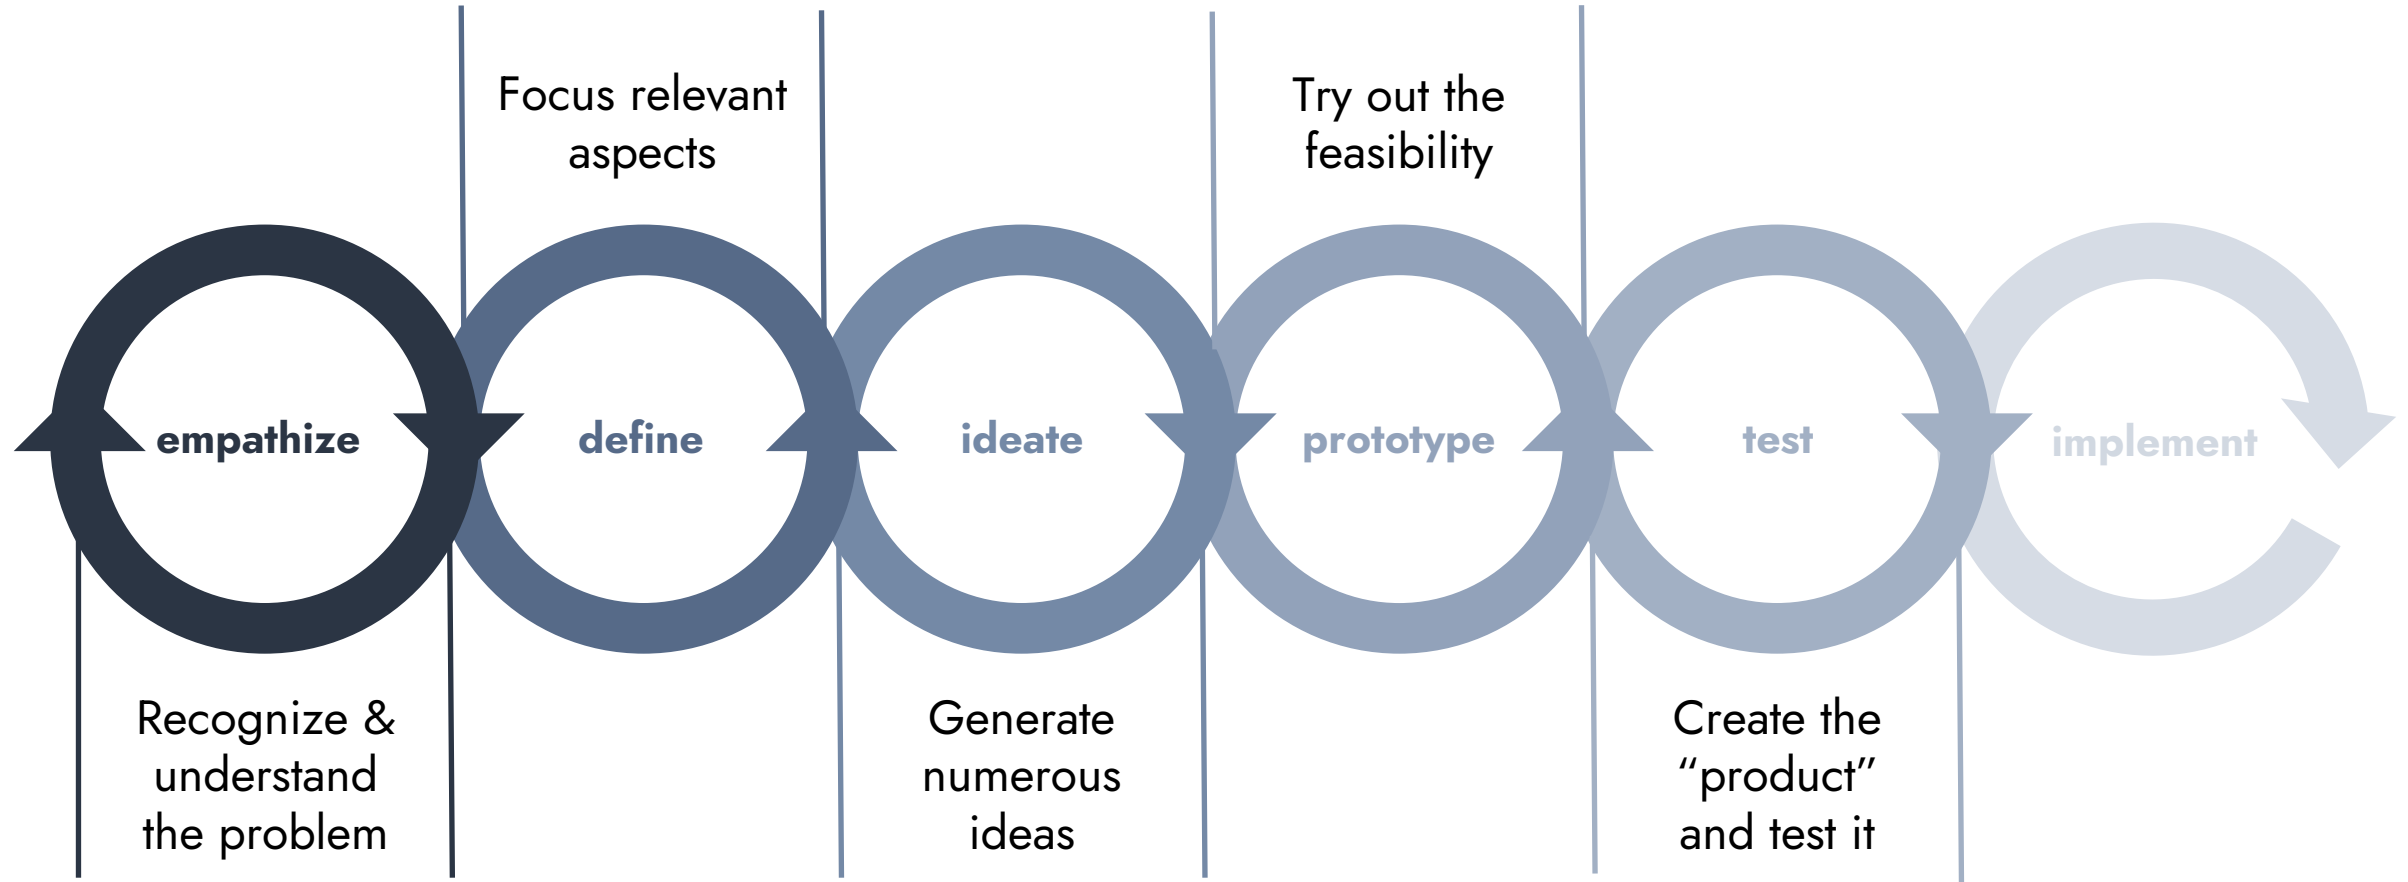 Focus relevant
aspects
Try out the
feasibility
empathize
define
ideate
prototype
test
implement
Recognize &
understand
the problem
Generate
numerous
ideas
Create the
“product”
and test it